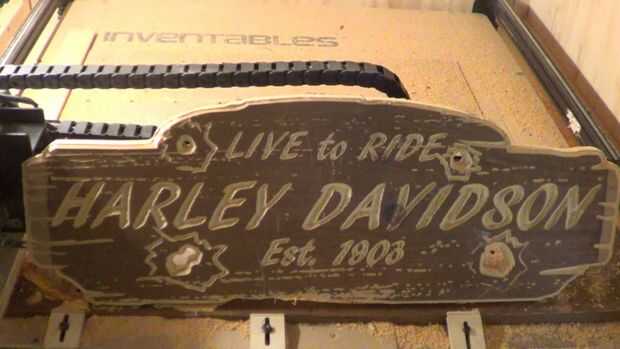 INVENTABLES
LIVE to RIDE
HARLEY DAVIDSON
Est. 1903